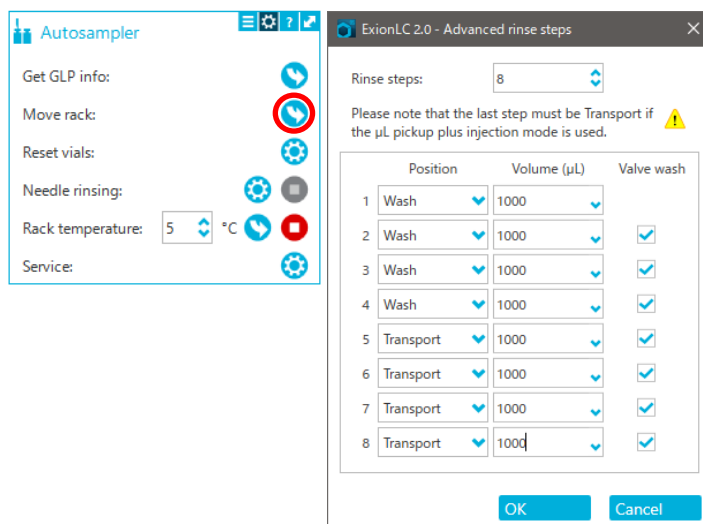 Autosampler
?
Get GLP info:
Move rack:
Reset vials:
Needle rinsing:
Rack temperature: 5 °C
Service:
ExionLC 2.0 - Advanced rinse steps
Rinse steps: 8
Please note that the last step must be Transport if
the µL pickup plus injection mode is used.
Position Volume (µL) Valve wash
1 Wash 1000
2 Wash 1000
3 Wash 1000
4 Wash 1000
5 Transport 1000
6 Transport 1000
7 Transport 1000
8 Transport 1000
OK Cancel